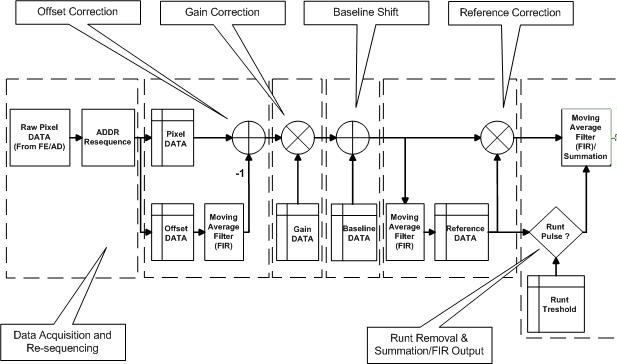 Offset Correction
Gain Correction
Baseline Shift
Reference Correction
Raw Pixel
DATA
(From FE/AD)
ADDR
Resequence
Pixel
DATA
Moving
Average
Filter
(FIR)/
Summation
-1
Offset
DATA
Moving
Average
Filter
(FIR)
Gain
DATA
Baseline
DATA
Moving
Average
Filter
(FIR)
Reference
DATA
Runt
Pulse ?
Runt
Treshold
Data Acquisition and
Re-sequencing
Runt Removal &
Summation/FIR Output